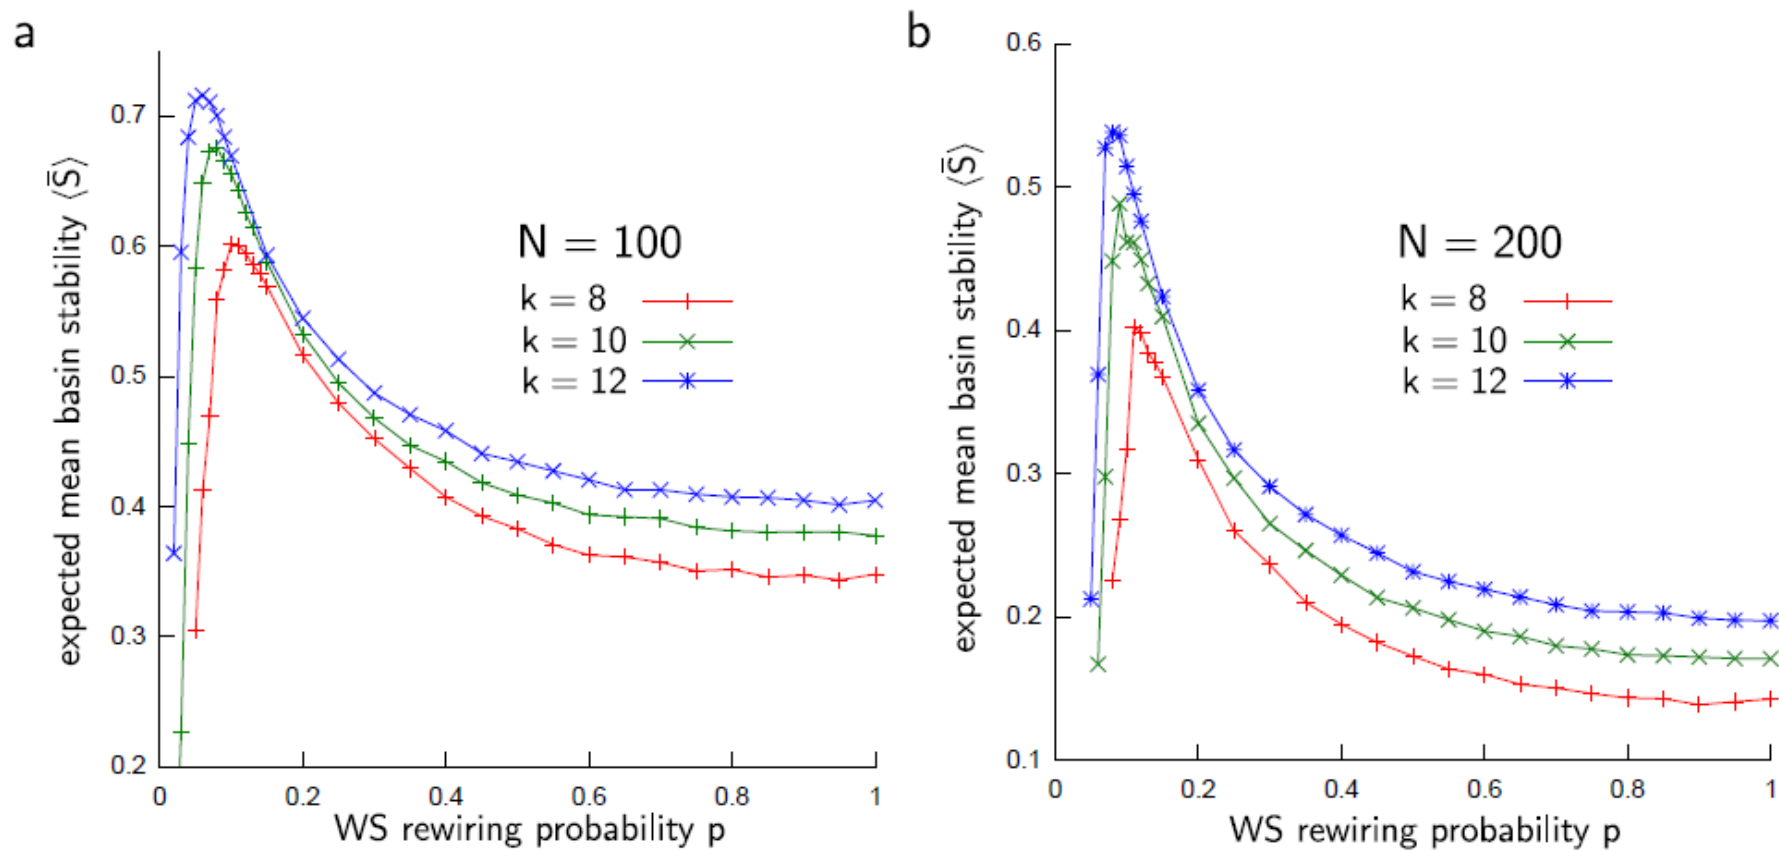 a
expected mean basin stability ⟨S̄⟩
0.7
0.6
0.5
0.4
0.3
0.2
N = 100
k = 8
k = 10
k = 12
0 0.2 0.4 0.6 0.8 1
WS rewiring probability p
b
expected mean basin stability ⟨S̄⟩
0.6
0.5
0.4
0.3
0.2
0.1
N = 200
k = 8
k = 10
k = 12
0 0.2 0.4 0.6 0.8 1
WS rewiring probability p